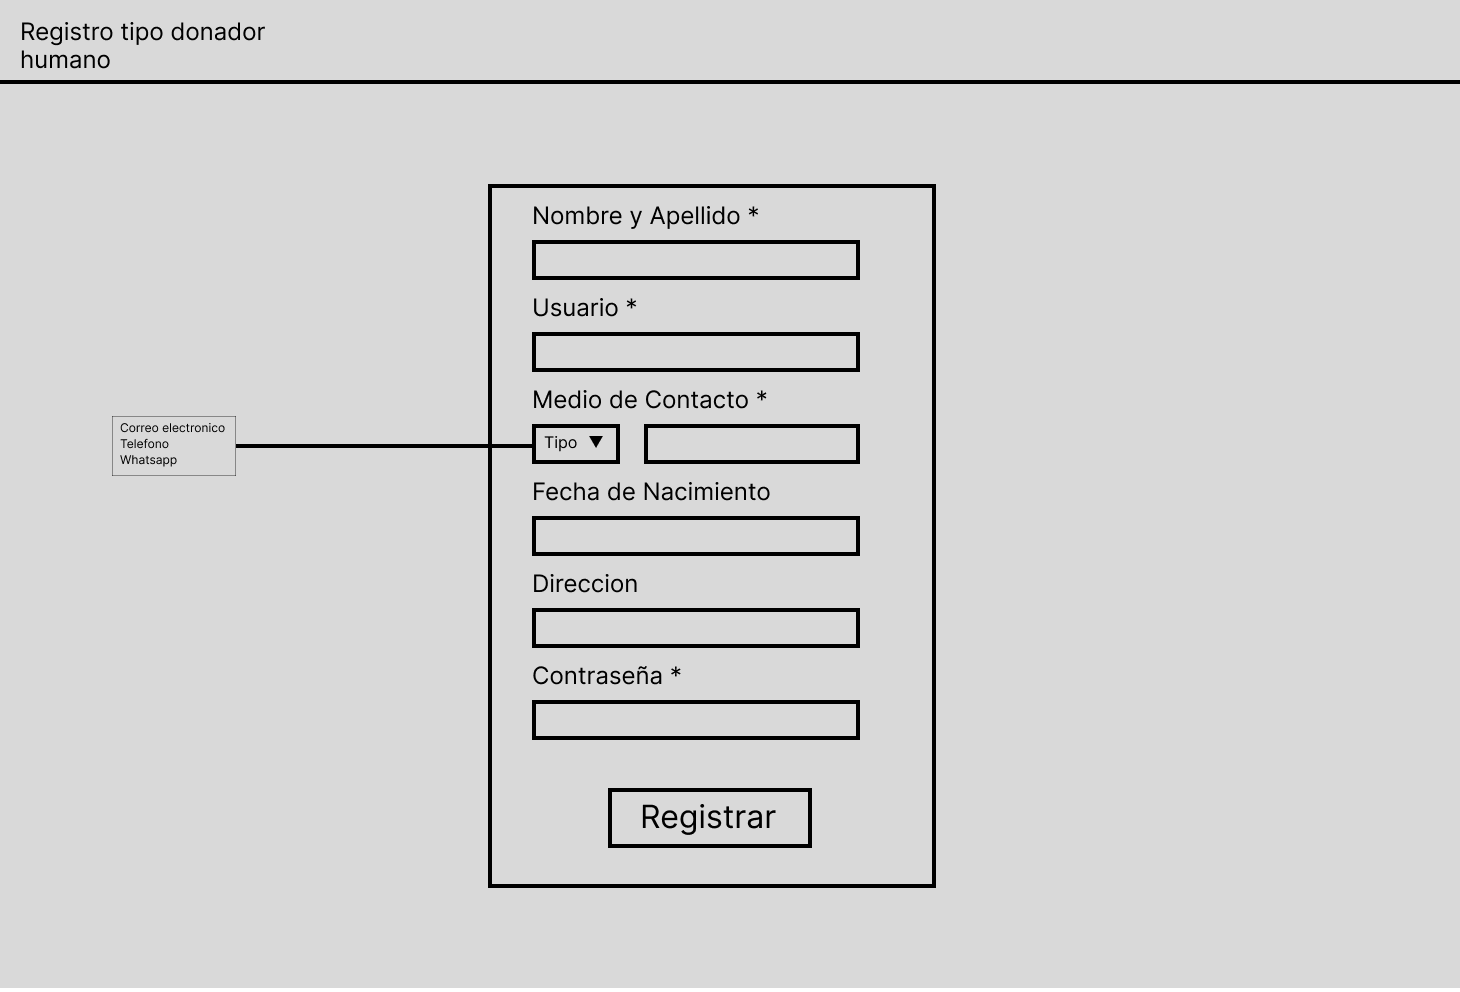 Registro tipo donador
humano
Nombre y Apellido *
Usuario *
Medio de Contacto *
Correo electronico
Telefono
Whatsapp
Tipo ▼
Fecha de Nacimiento
Direccion
Contraseña *
Registrar